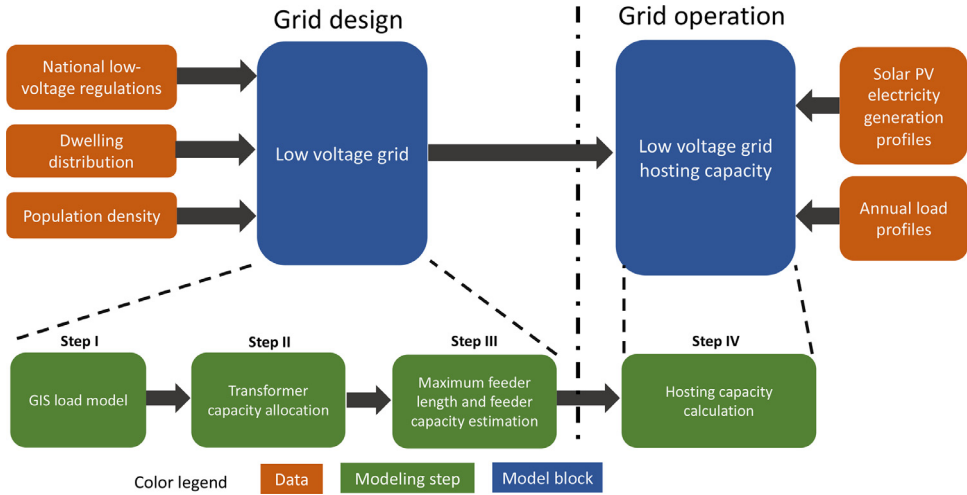 Grid design
Grid operation
National low-
voltage regulations
Dwelling
distribution
Population density
Low voltage grid
Low voltage grid
hosting capacity
Solar PV
electricity
generation
profiles
Annual load
profiles
Step I
Step II
Step III
Step IV
GIS load model
Transformer
capacity allocation
Maximum feeder
length and feeder
capacity estimation
Hosting capacity
calculation
Color legend
Data
Modeling step
Model block